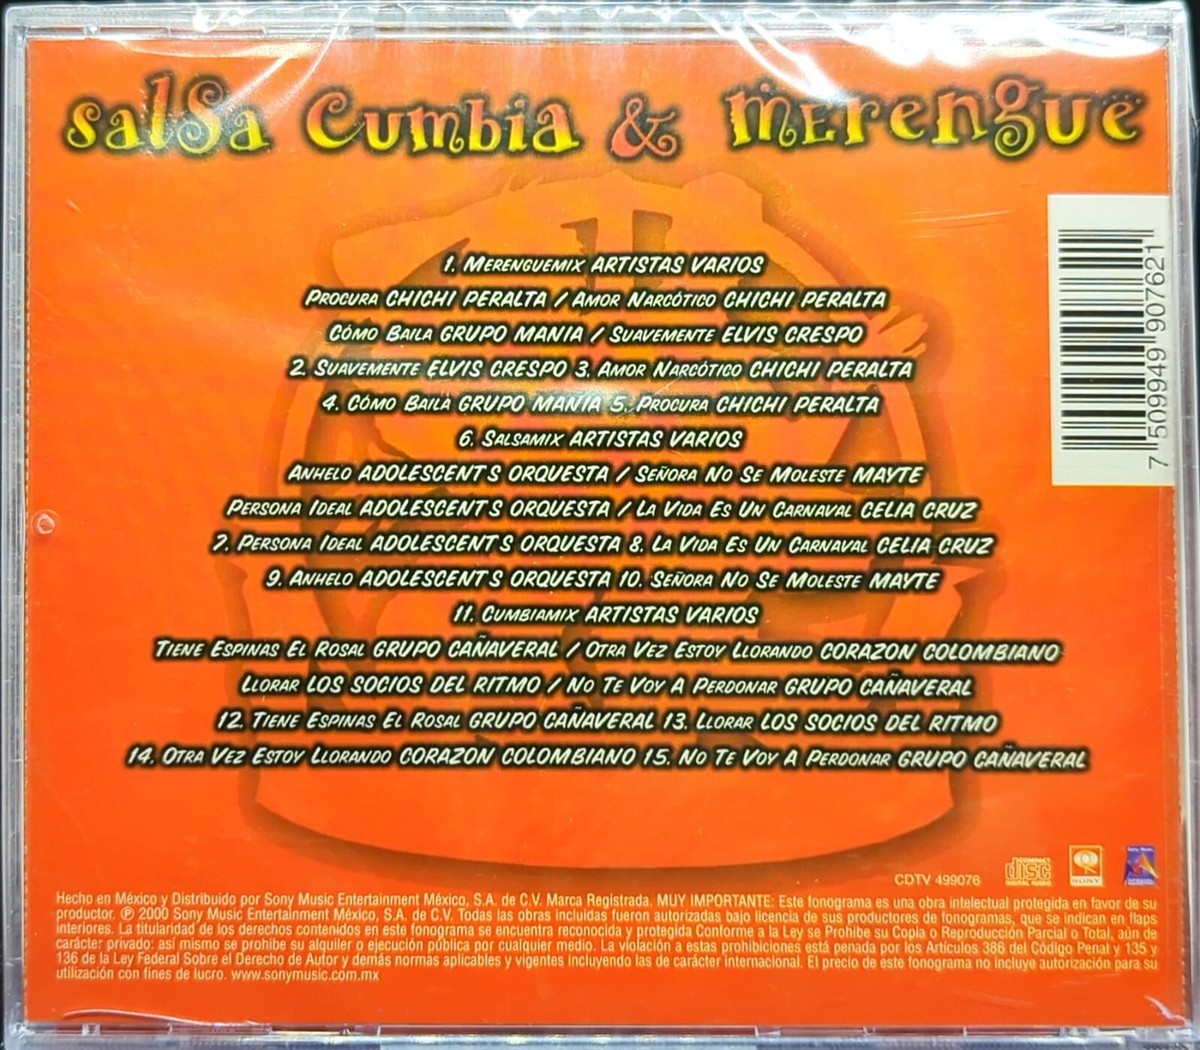 salSa Cumbia & merengue
1. Merenguemix ARTISTAS VARIOS
Procura CHICHI PERALTA / Amor Narcótico CHICHI PERALTA
Cómo Baila GRUPO MANIA / Suavemente ELVIS CRESPO
2. Suavemente ELVIS CRESPO 3. Amor Narcótico CHICHI PERALTA
4. Cómo Baila GRUPO MANIA 5. Procura CHICHI PERALTA
6. Salsamix ARTISTAS VARIOS
Anhelo ADOLESCENT'S ORQUESTA / Señora No Se Moleste MAYTE
Persona Ideal ADOLESCENT'S ORQUESTA / La Vida Es Un Carnaval CELIA CRUZ
7. Persona Ideal ADOLESCENT'S ORQUESTA 8. La Vida Es Un Carnaval CELIA CRUZ
9. Anhelo ADOLESCENT'S ORQUESTA 10. Señora No Se Moleste MAYTE
11. Cumbiamix ARTISTAS VARIOS
Tiene Espinas El Rosal GRUPO CAÑAVERAL / Otra Vez Estoy Llorando CORAZON COLOMBIANO
Llorar LOS SOCIOS DEL RITMO / No Te Voy A Perdonar GRUPO CAÑAVERAL
12. Tiene Espinas El Rosal GRUPO CAÑAVERAL 13. Llorar LOS SOCIOS DEL RITMO
14. Otra Vez Estoy Llorando CORAZON COLOMBIANO 15. No Te Voy A Perdonar GRUPO CAÑAVERAL
7 509949 907621
CDTV 499076
COMPACT
disc
DIGITAL AUDIO
SONY
Sony Music
Hecho en México y Distribuido por Sony Music Entertainment México, S.A. de C.V. Marca Registrada. MUY IMPORTANTE: Este fonograma es una obra intelectual protegida en favor de su
productor. ℗ 2000 Sony Music Entertainment México, S.A. de C.V. Todas las obras incluidas fueron autorizadas bajo licencia de sus productores de fonogramas, que se indican en flaps
interiores. La titularidad de los derechos contenidos en este fonograma se encuentra reconocida y protegida Conforme a la Ley se Prohibe su Copia o Reproducción Parcial o Total, aún de
carácter privado: así mismo se prohibe su alquiler o ejecución pública por cualquier medio. La violación a estas prohibiciones está penada por los Artículos 386 del Código Penal y 135 y
136 de la Ley Federal Sobre el Derecho de Autor y demás normas aplicables y vigentes incluyendo las de carácter internacional. El precio de este fonograma no incluye autorización para su
utilización con fines de lucro. www.sonymusic.com.mx